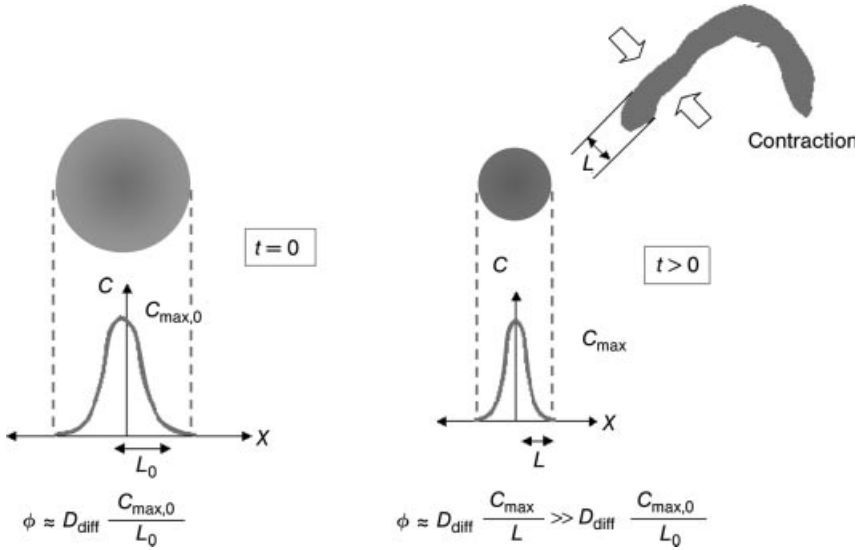 Contraction
L
t = 0
t > 0
C
C
C_max,0
C_max
X
X
L_0
L
ϕ ≈ D_diff C_max,0 / L_0
ϕ ≈ D_diff C_max / L >> D_diff C_max,0 / L_0